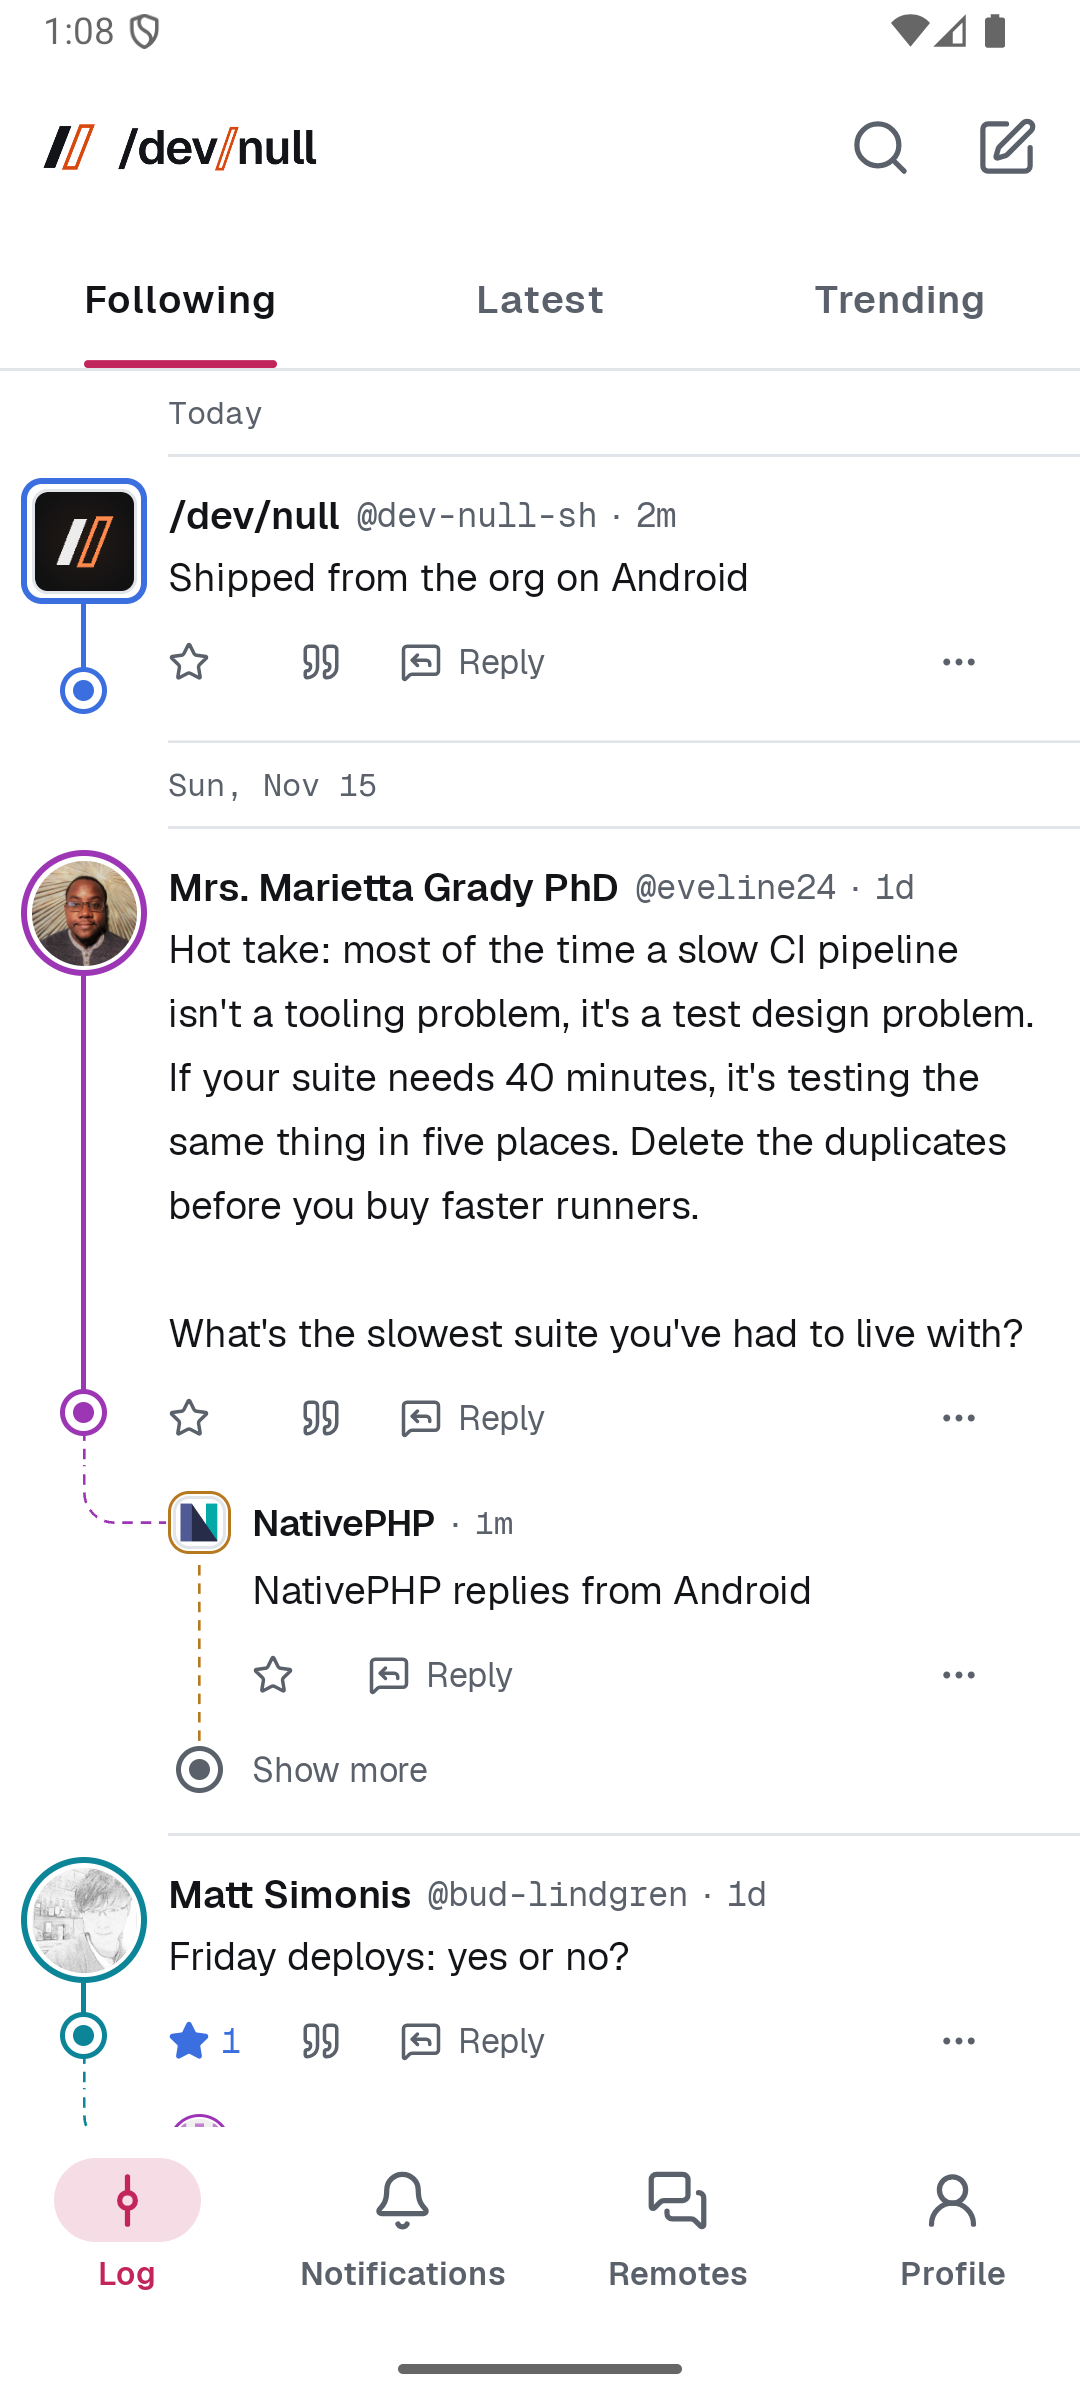 1:08
/dev//null
Following
Latest
Trending
Today
/dev/null @dev-null-sh · 2m
Shipped from the org on Android
Reply
Sun, Nov 15
Mrs. Marietta Grady PhD @eveline24 · 1d
Hot take: most of the time a slow CI pipeline
isn't a tooling problem, it's a test design problem.
If your suite needs 40 minutes, it's testing the
same thing in five places. Delete the duplicates
before you buy faster runners.
What's the slowest suite you've had to live with?
Reply
NativePHP · 1m
NativePHP replies from Android
Reply
Show more
Matt Simonis @bud-lindgren · 1d
Friday deploys: yes or no?
1 Reply
Log
Notifications
Remotes
Profile